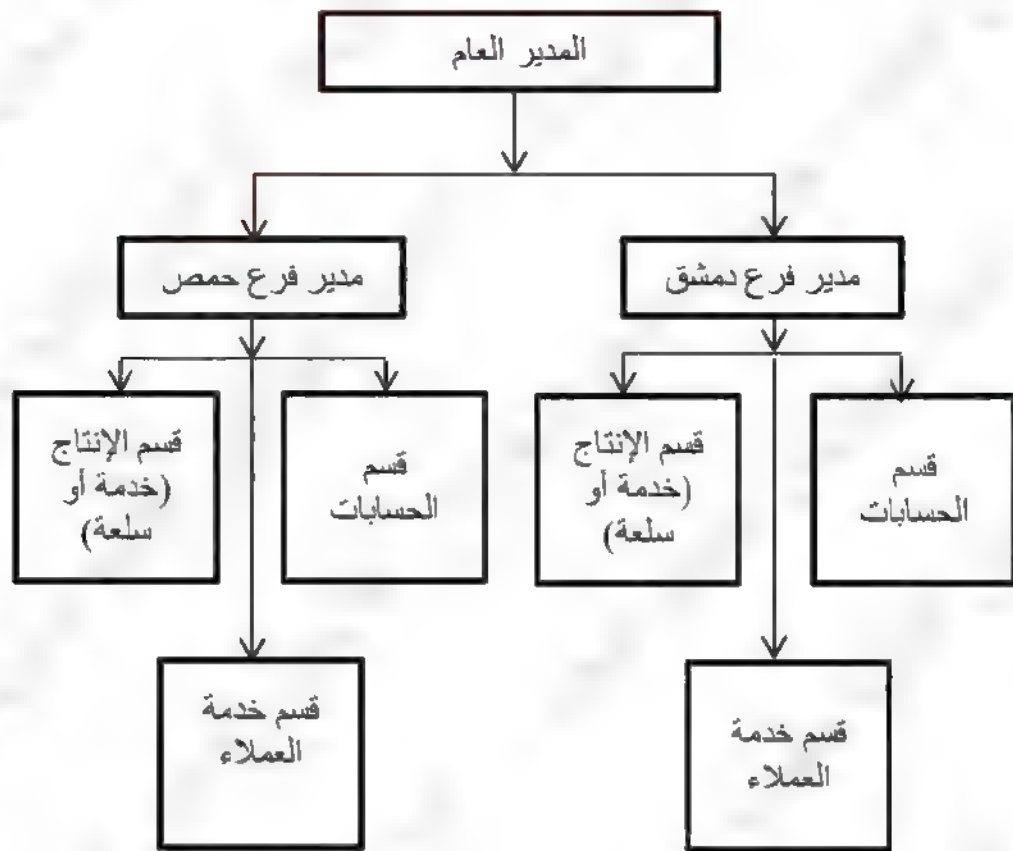 المدير العام
مدير فرع دمشق
مدير فرع حمص
قسم
الحسابات
قسم الإنتاج
(خدمة أو
سلعة)
قسم
الحسابات
قسم الإنتاج
(خدمة أو
سلعة)
قسم خدمة
العملاء
قسم خدمة
العملاء